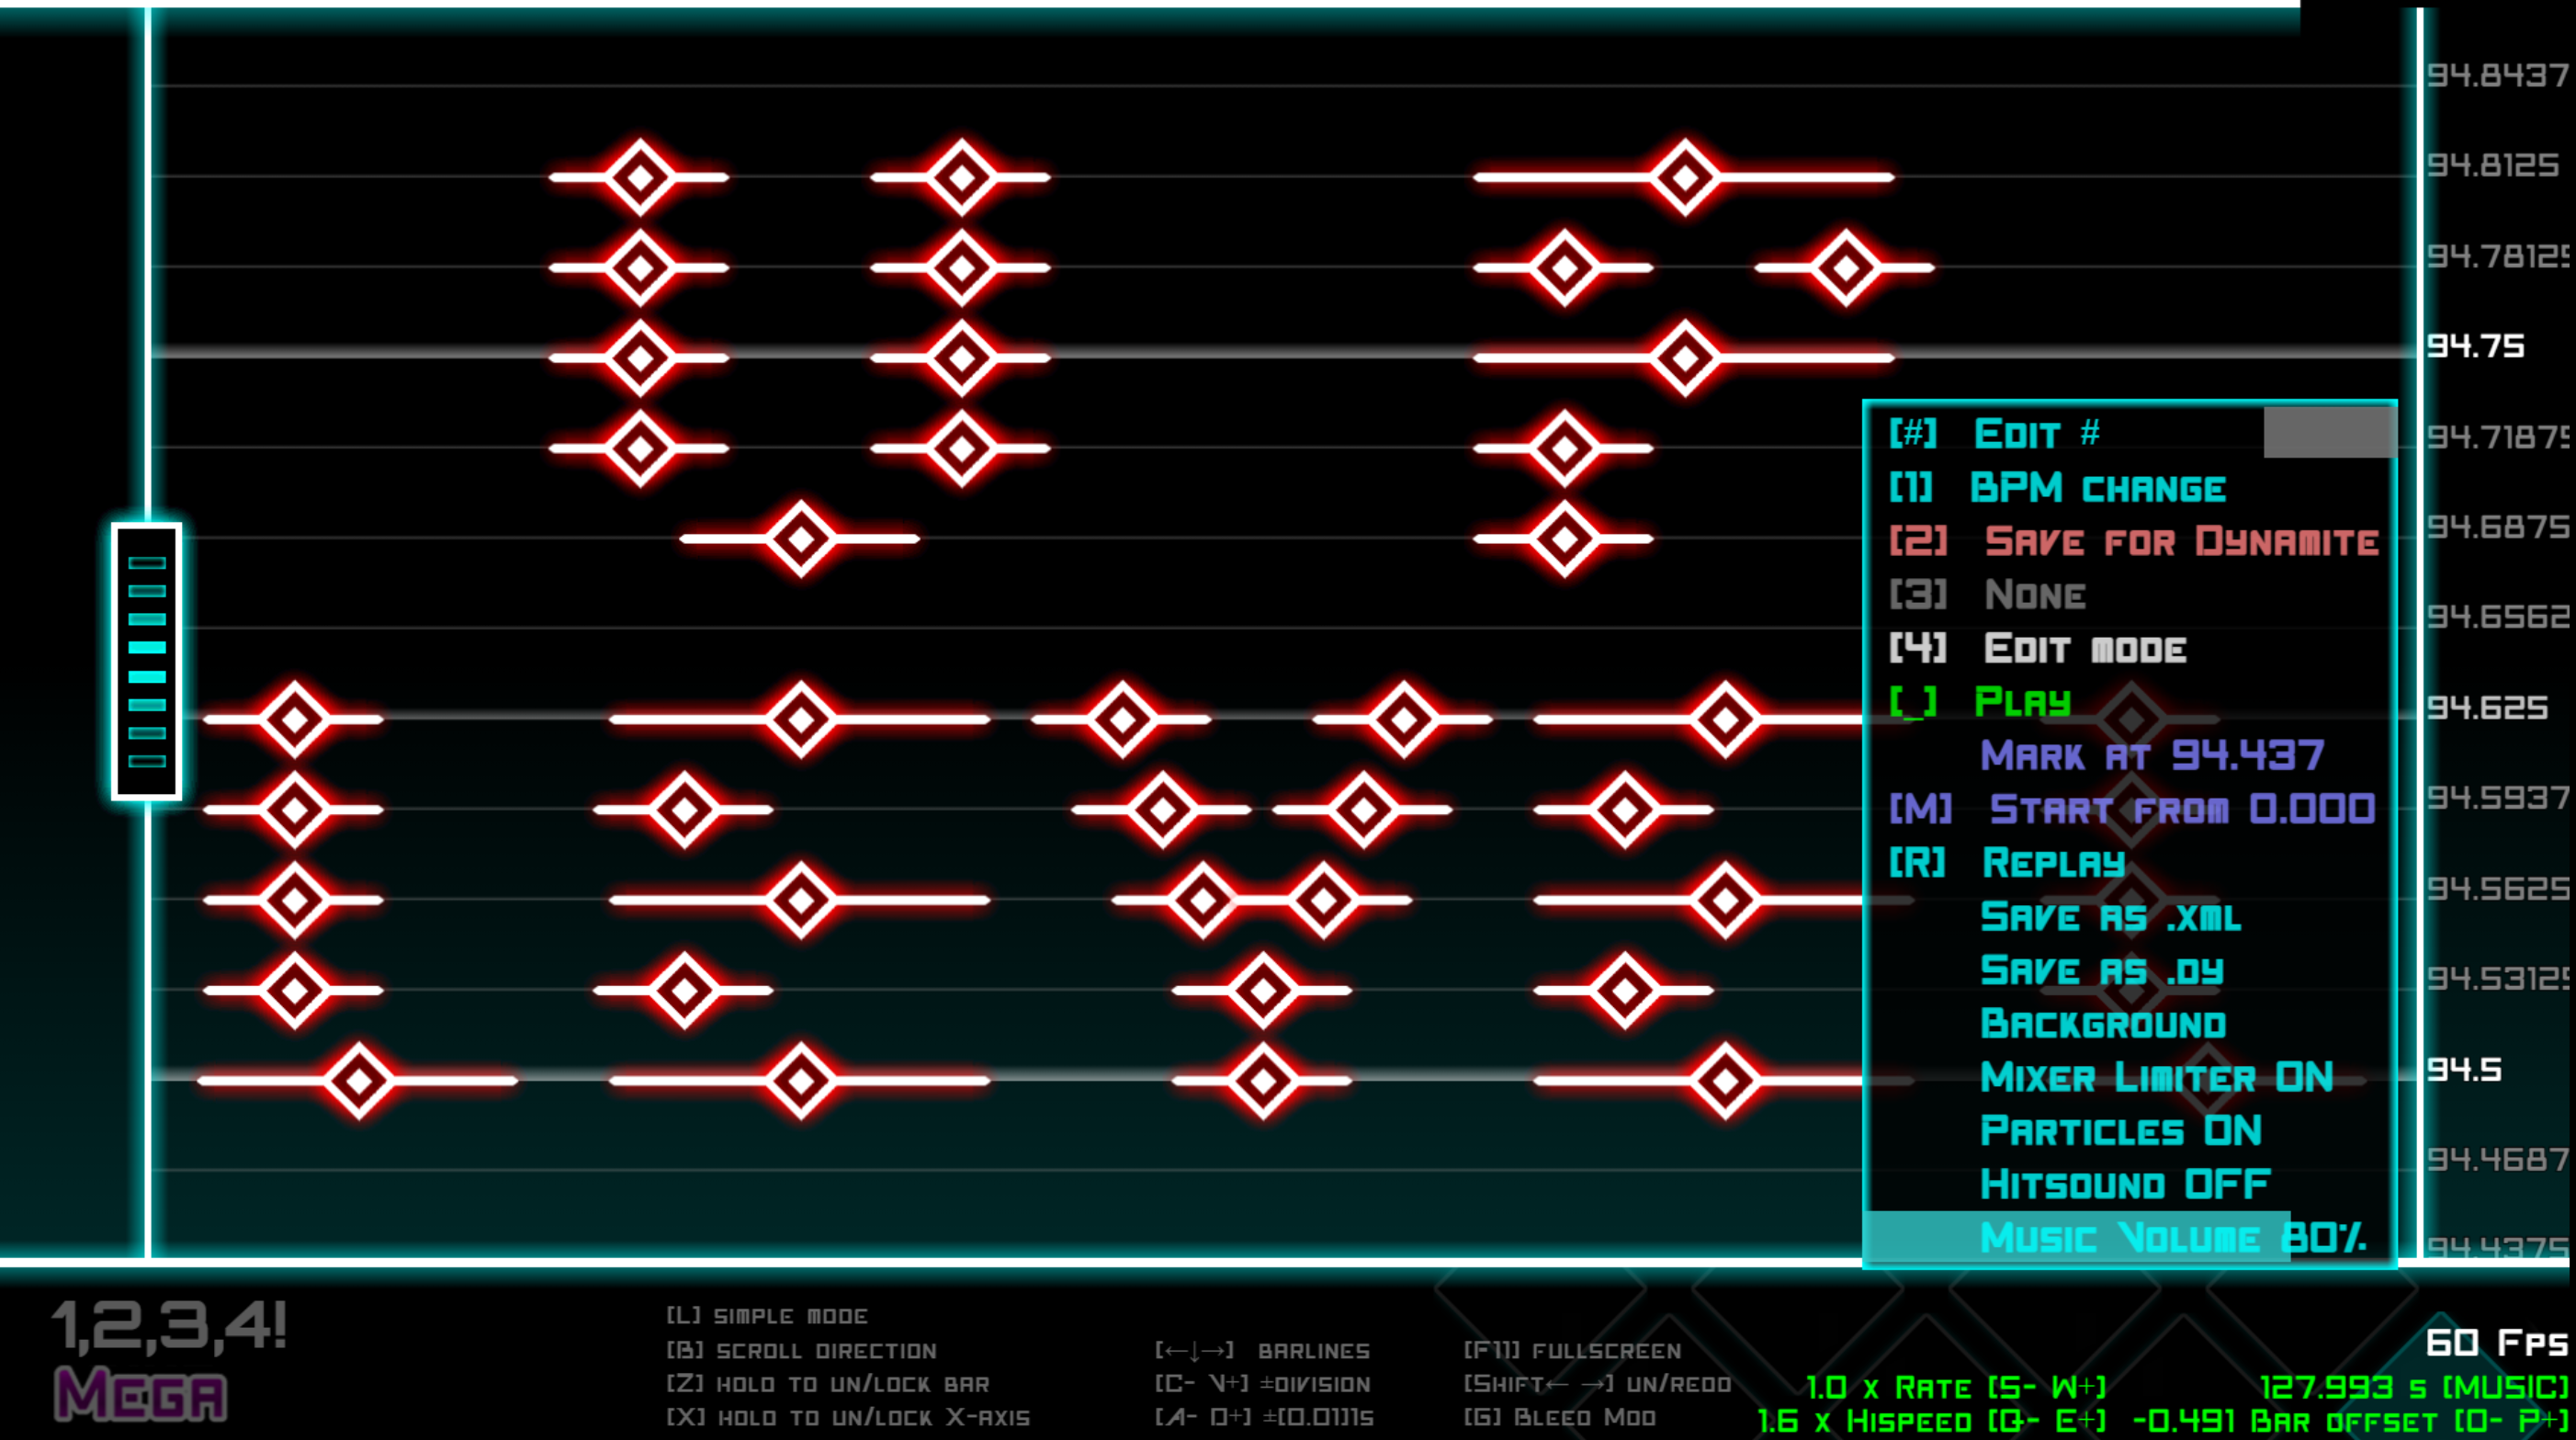 94.8437
94.8125
94.78125
94.75
94.71875
94.6875
94.6562
94.625
94.5937
94.5625
94.53125
94.5
94.4687
94.4375
[#] Edit #
[1] BPM change
[2] Save for Dynamite
[3] None
[4] Edit mode
[_] Play
Mark at 94.437
[M] Start from 0.000
[R] Replay
Save as .xml
Save as .dy
Background
Mixer Limiter ON
Particles ON
Hitsound OFF
Music Volume 80%
1,2,3,4!
Mega
[L] simple mode
[B] scroll direction
[Z] hold to un/lock bar
[X] hold to un/lock x-axis
[←↓→] barlines
[C- V+] ±division
[A- D+] ±[0.01]1s
[F11] fullscreen
[Shift← →] un/redo
[G] Bleed Mod
60 Fps
1.0 x Rate [S- W+]
127.993 s [MUSIC]
1.6 x Hispeed [Q- E+]
-0.491 Bar offset [O- P+]